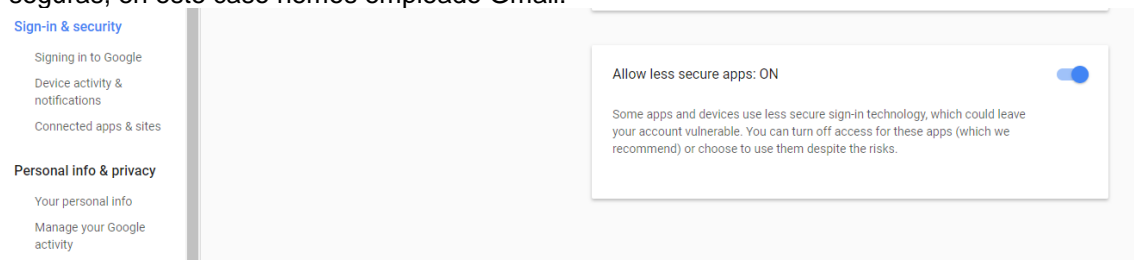 seguras, en este caso hemos empleado Gmail.
Sign-in & security
Signing in to Google
Device activity &
notifications
Connected apps & sites
Personal info & privacy
Your personal info
Manage your Google
activity
Allow less secure apps: ON
Some apps and devices use less secure sign-in technology, which could leave
your account vulnerable. You can turn off access for these apps (which we
recommend) or choose to use them despite the risks.